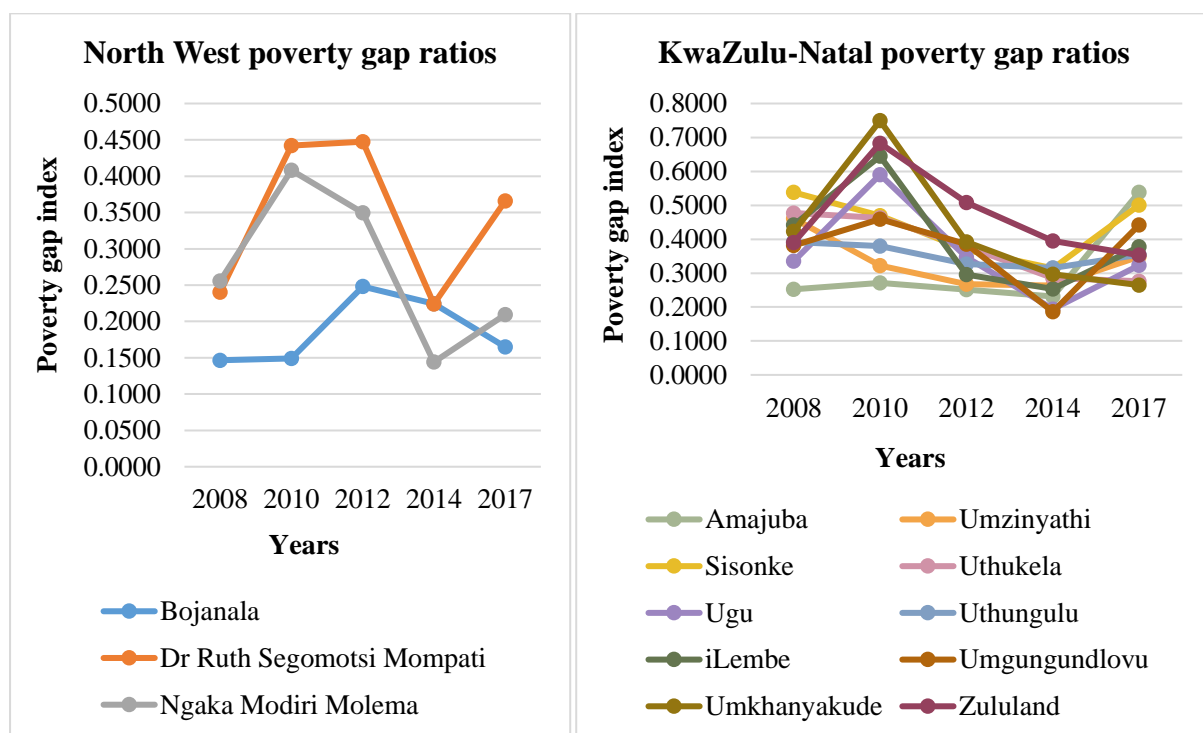 North West poverty gap ratios
Poverty gap index
0.5000
0.4500
0.4000
0.3500
0.3000
0.2500
0.2000
0.1500
0.1000
0.0500
0.0000
2008 2010 2012 2014 2017
Years
Bojanala
Dr Ruth Segomotsi Mompati
Ngaka Modiri Molema
KwaZulu-Natal poverty gap ratios
Poverty gap index
0.8000
0.7000
0.6000
0.5000
0.4000
0.3000
0.2000
0.1000
0.0000
2008 2010 2012 2014 2017
Years
Amajuba Umzinyathi
Sisonke Uthukela
Ugu Uthungulu
iLembe Umgungundlovu
Umkhanyakude Zululand